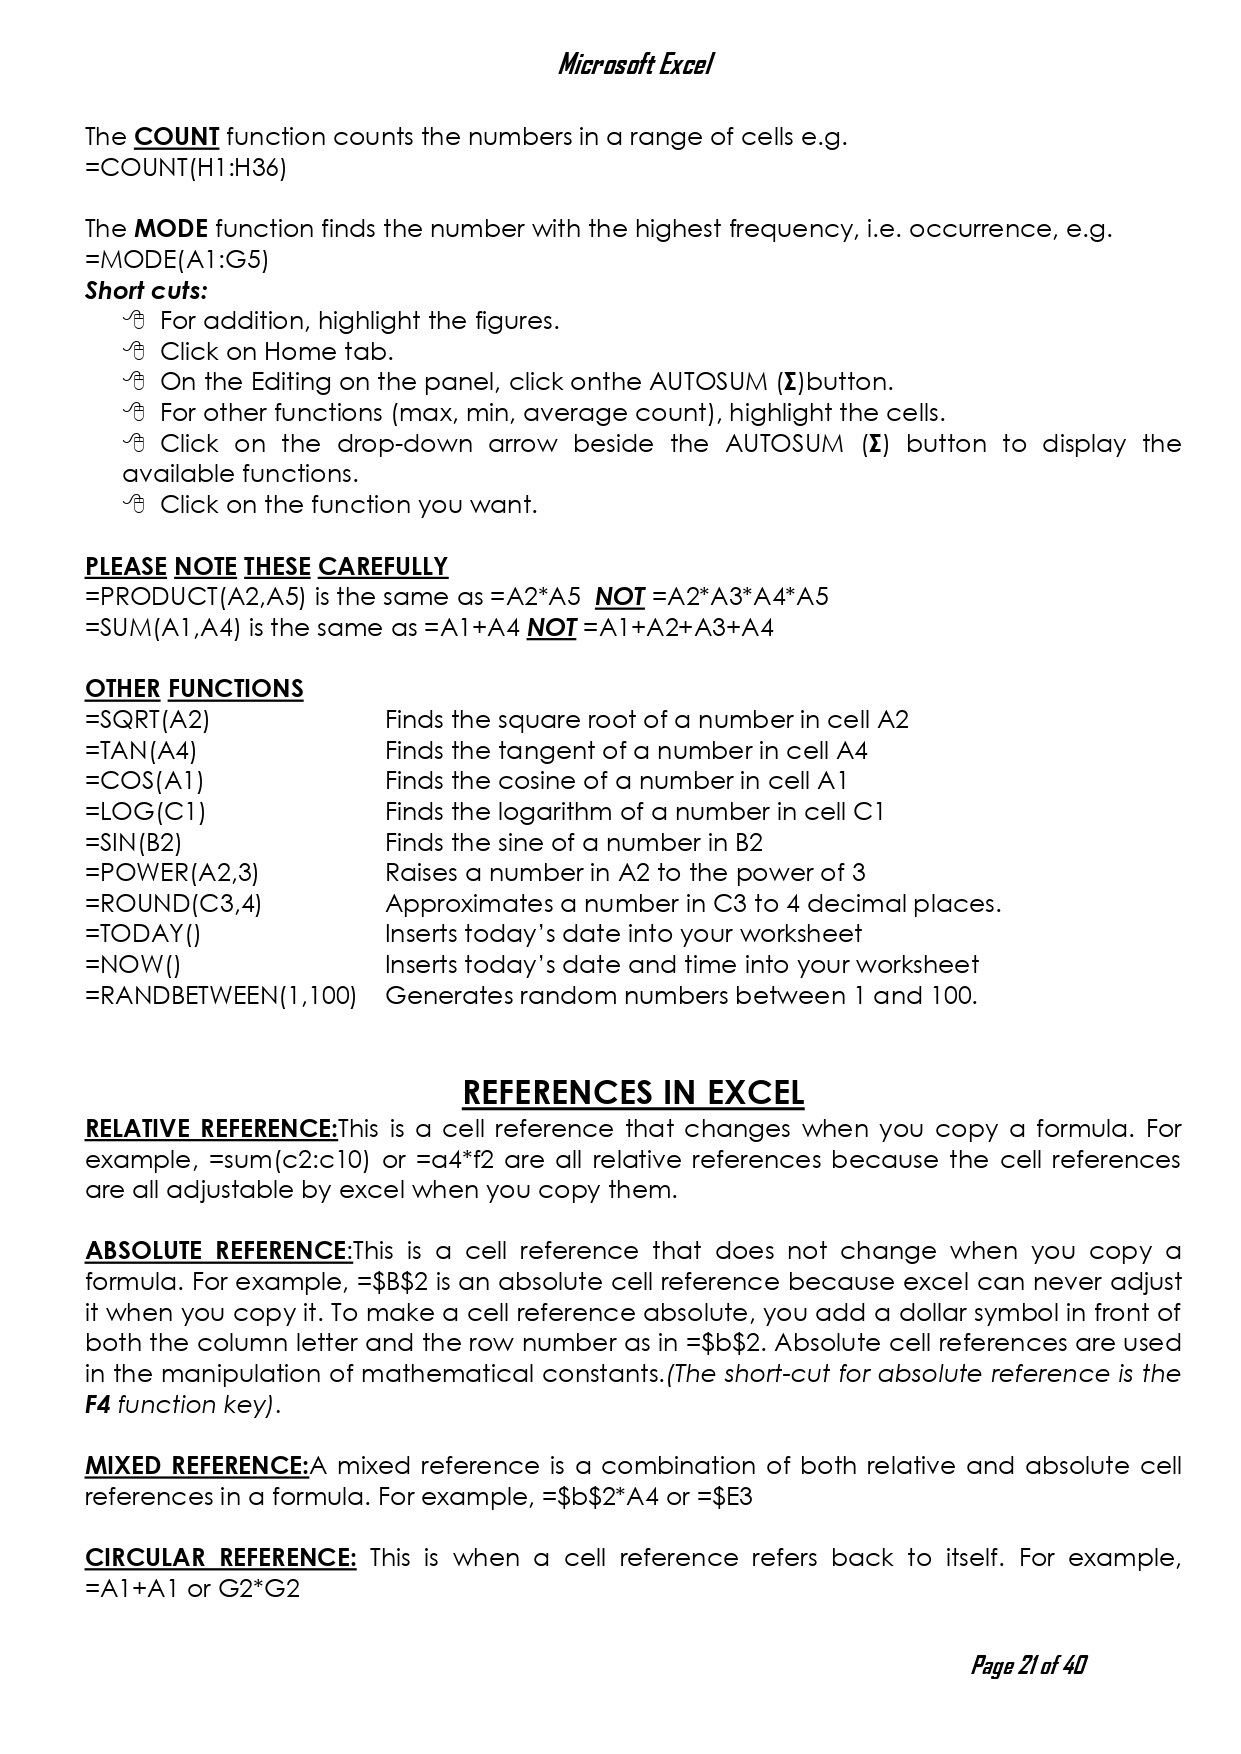 Microsoft Excel
The COUNT function counts the numbers in a range of cells e.g.
=COUNT(H1:H36)
The MODE function finds the number with the highest frequency, i.e. occurrence, e.g.
=MODE(A1:G5)
Short cuts:
For addition, highlight the figures.
Click on Home tab.
On the Editing on the panel, click onthe AUTOSUM (Σ)button.
For other functions (max, min, average count), highlight the cells.
Click on the drop-down arrow beside the AUTOSUM (Σ) button to display the
available functions.
Click on the function you want.
PLEASE NOTE THESE CAREFULLY
=PRODUCT(A2,A5) is the same as =A2*A5 NOT =A2*A3*A4*A5
=SUM(A1,A4) is the same as =A1+A4 NOT =A1+A2+A3+A4
OTHER FUNCTIONS
=SQRT(A2) Finds the square root of a number in cell A2
=TAN(A4) Finds the tangent of a number in cell A4
=COS(A1) Finds the cosine of a number in cell A1
=LOG(C1) Finds the logarithm of a number in cell C1
=SIN(B2) Finds the sine of a number in B2
=POWER(A2,3) Raises a number in A2 to the power of 3
=ROUND(C3,4) Approximates a number in C3 to 4 decimal places.
=TODAY() Inserts today’s date into your worksheet
=NOW() Inserts today’s date and time into your worksheet
=RANDBETWEEN(1,100) Generates random numbers between 1 and 100.
REFERENCES IN EXCEL
RELATIVE REFERENCE:This is a cell reference that changes when you copy a formula. For
example, =sum(c2:c10) or =a4*f2 are all relative references because the cell references
are all adjustable by excel when you copy them.
ABSOLUTE REFERENCE:This is a cell reference that does not change when you copy a
formula. For example, =$B$2 is an absolute cell reference because excel can never adjust
it when you copy it. To make a cell reference absolute, you add a dollar symbol in front of
both the column letter and the row number as in =$b$2. Absolute cell references are used
in the manipulation of mathematical constants.(The short-cut for absolute reference is the
F4 function key).
MIXED REFERENCE:A mixed reference is a combination of both relative and absolute cell
references in a formula. For example, =$b$2*A4 or =$E3
CIRCULAR REFERENCE: This is when a cell reference refers back to itself. For example,
=A1+A1 or G2*G2
Page 21 of 40